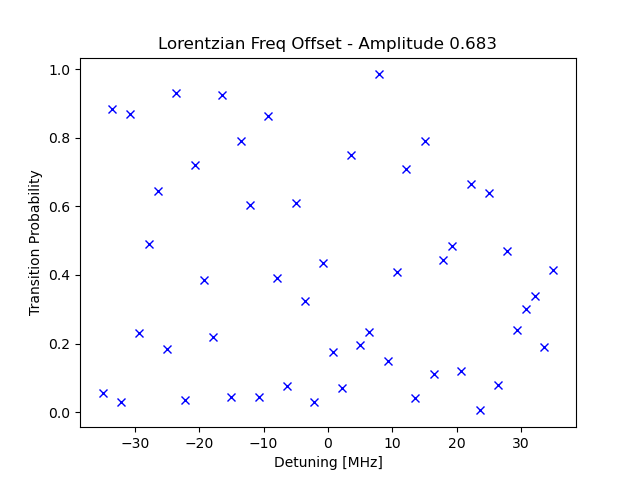 Lorentzian Freq Offset - Amplitude 0.683
Transition Probability
1.0
0.8
0.6
0.4
0.2
0.0
−30 −20 −10 0 10 20 30
Detuning [MHz]